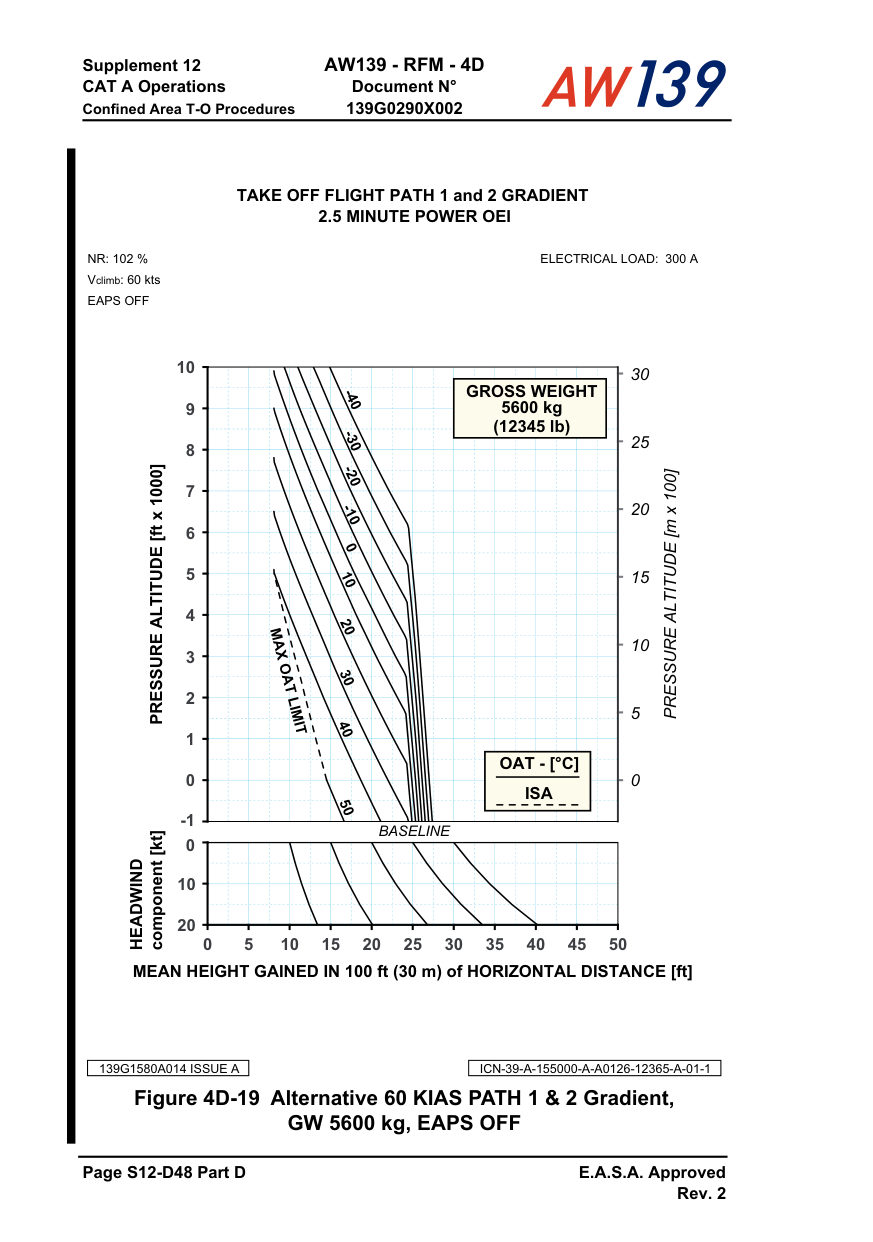 Supplement 12
CAT A Operations
Confined Area T-O Procedures
AW139 - RFM - 4D
Document N°
139G0290X002
AW139
TAKE OFF FLIGHT PATH 1 and 2 GRADIENT
2.5 MINUTE POWER OEI
NR: 102 %
ELECTRICAL LOAD: 300 A
Vclimb: 60 kts
EAPS OFF
PRESSURE ALTITUDE [ft x 1000]
10
9
8
7
6
5
4
3
2
1
0
-1
GROSS WEIGHT
5600 kg
(12345 lb)
-40
-30
-20
-10
0
10
20
30
40
50
MAX OAT LIMIT
OAT - [°C]
ISA
30
25
20
15
10
5
0
PRESSURE ALTITUDE [m x 100]
BASELINE
HEADWIND
component [kt]
0
10
20
0 5 10 15 20 25 30 35 40 45 50
MEAN HEIGHT GAINED IN 100 ft (30 m) of HORIZONTAL DISTANCE [ft]
139G1580A014 ISSUE A
ICN-39-A-155000-A-A0126-12365-A-01-1
Figure 4D-19 Alternative 60 KIAS PATH 1 & 2 Gradient,
GW 5600 kg, EAPS OFF
Page S12-D48 Part D
E.A.S.A. Approved
Rev. 2